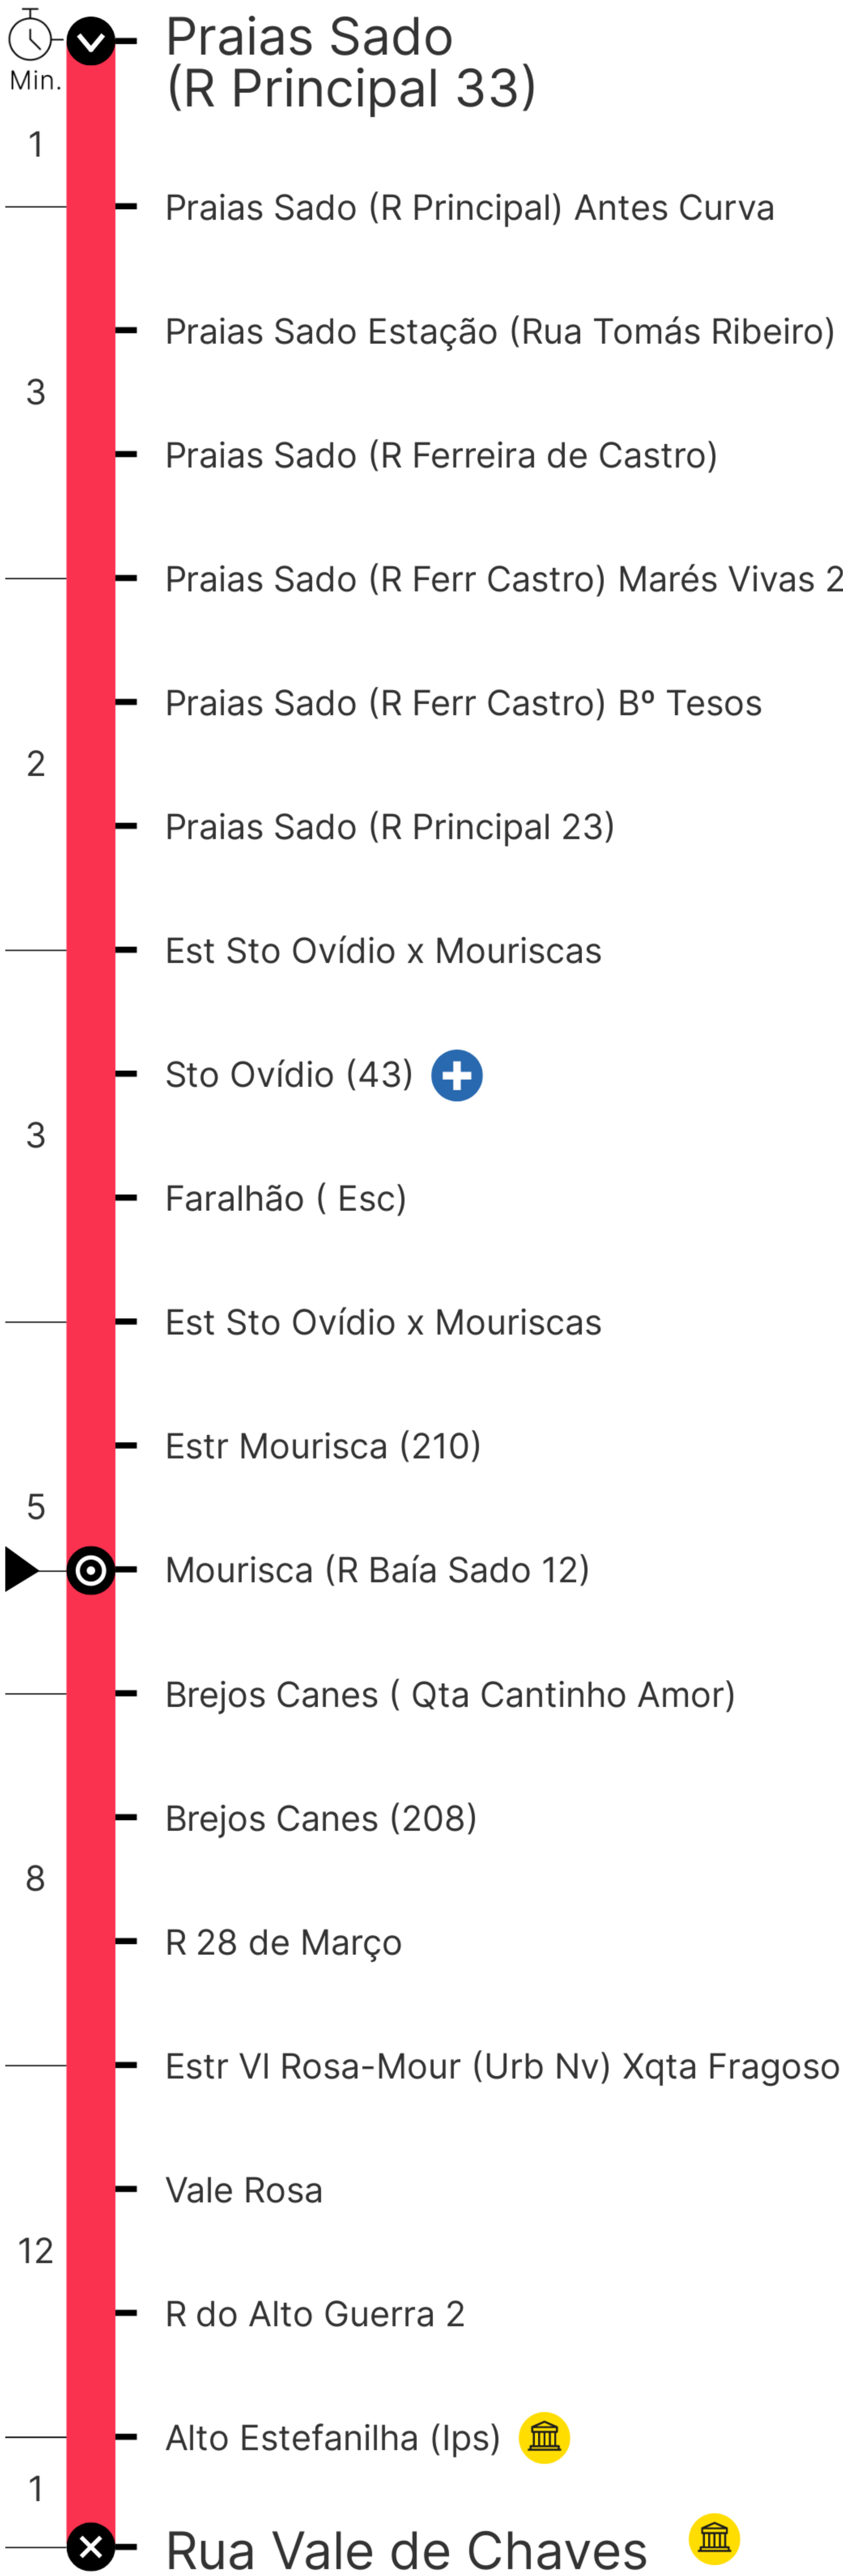 Praias Sado
(R Principal 33)
Min.
1
Praias Sado (R Principal) Antes Curva
Praias Sado Estação (Rua Tomás Ribeiro)
3
Praias Sado (R Ferreira de Castro)
Praias Sado (R Ferr Castro) Marés Vivas 2
Praias Sado (R Ferr Castro) Bº Tesos
2
Praias Sado (R Principal 23)
Est Sto Ovídio x Mouriscas
Sto Ovídio (43)
3
Faralhão ( Esc)
Est Sto Ovídio x Mouriscas
Estr Mourisca (210)
5
Mourisca (R Baía Sado 12)
Brejos Canes ( Qta Cantinho Amor)
Brejos Canes (208)
8
R 28 de Março
Estr Vl Rosa-Mour (Urb Nv) Xqta Fragoso
Vale Rosa
12
R do Alto Guerra 2
Alto Estefanilha (Ips)
1
Rua Vale de Chaves